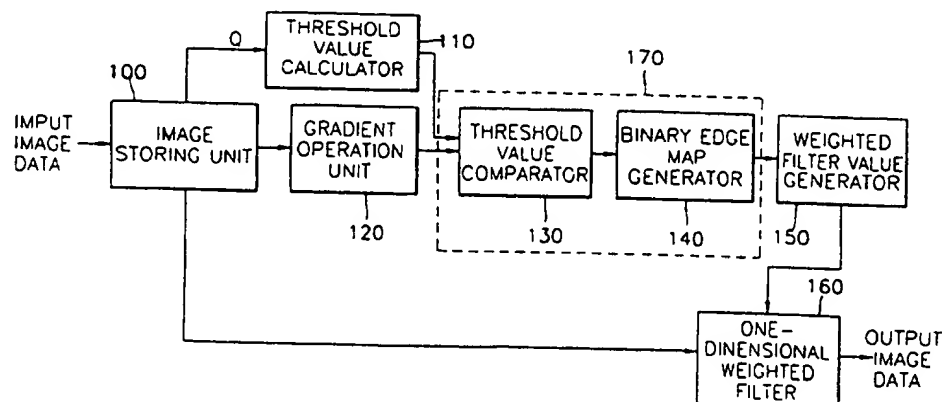 Q
THRESHOLD
VALUE
CALCULATOR
110
170
100
IMPUT
IMAGE
DATA
IMAGE
STORING UNIT
GRADIENT
OPERATION
UNIT
THRESHOLD
VALUE
COMPARATOR
BINARY EDGE
MAP
GENERATOR
WEIGHTED
FILTER VALUE
GENERATOR
120
130
140
150
160
ONE-
DINENSIONAL
WEIGHTED
FILTER
OUTPUT
IMAGE
DATA